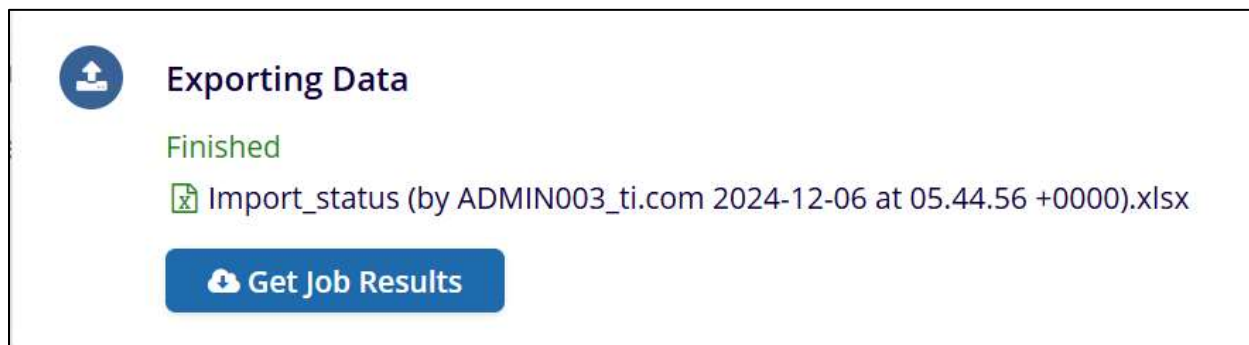 Exporting Data
Finished
Import_status (by ADMIN003_ti.com 2024-12-06 at 05.44.56 +0000).xlsx
Get Job Results